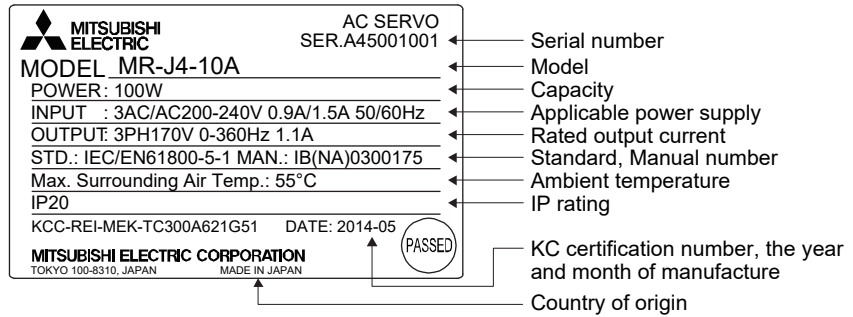 MITSUBISHI
ELECTRIC
AC SERVO
SER.A45001001
MODEL MR-J4-10A
POWER: 100W
INPUT : 3AC/AC200-240V 0.9A/1.5A 50/60Hz
OUTPUT: 3PH170V 0-360Hz 1.1A
STD.: IEC/EN61800-5-1 MAN.: IB(NA)0300175
Max. Surrounding Air Temp.: 55°C
IP20
KCC-REI-MEK-TC300A621G51 DATE: 2014-05
PASSED
MITSUBISHI ELECTRIC CORPORATION
TOKYO 100-8310, JAPAN MADE IN JAPAN
Serial number
Model
Capacity
Applicable power supply
Rated output current
Standard, Manual number
Ambient temperature
IP rating
KC certification number, the year
and month of manufacture
Country of origin